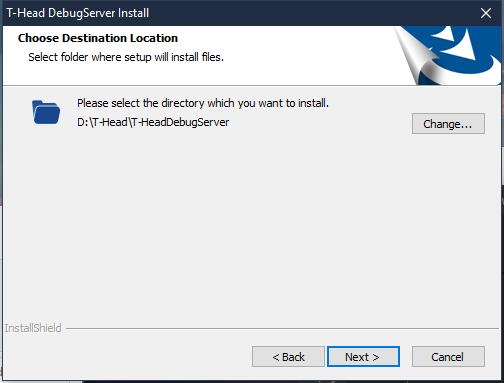 T-Head DebugServer Install
Choose Destination Location
Select folder where setup will install files.
Please select the directory which you want to install.
D:\T-Head\T-HeadDebugServer
Change...
InstallShield
< Back
Next >
Cancel